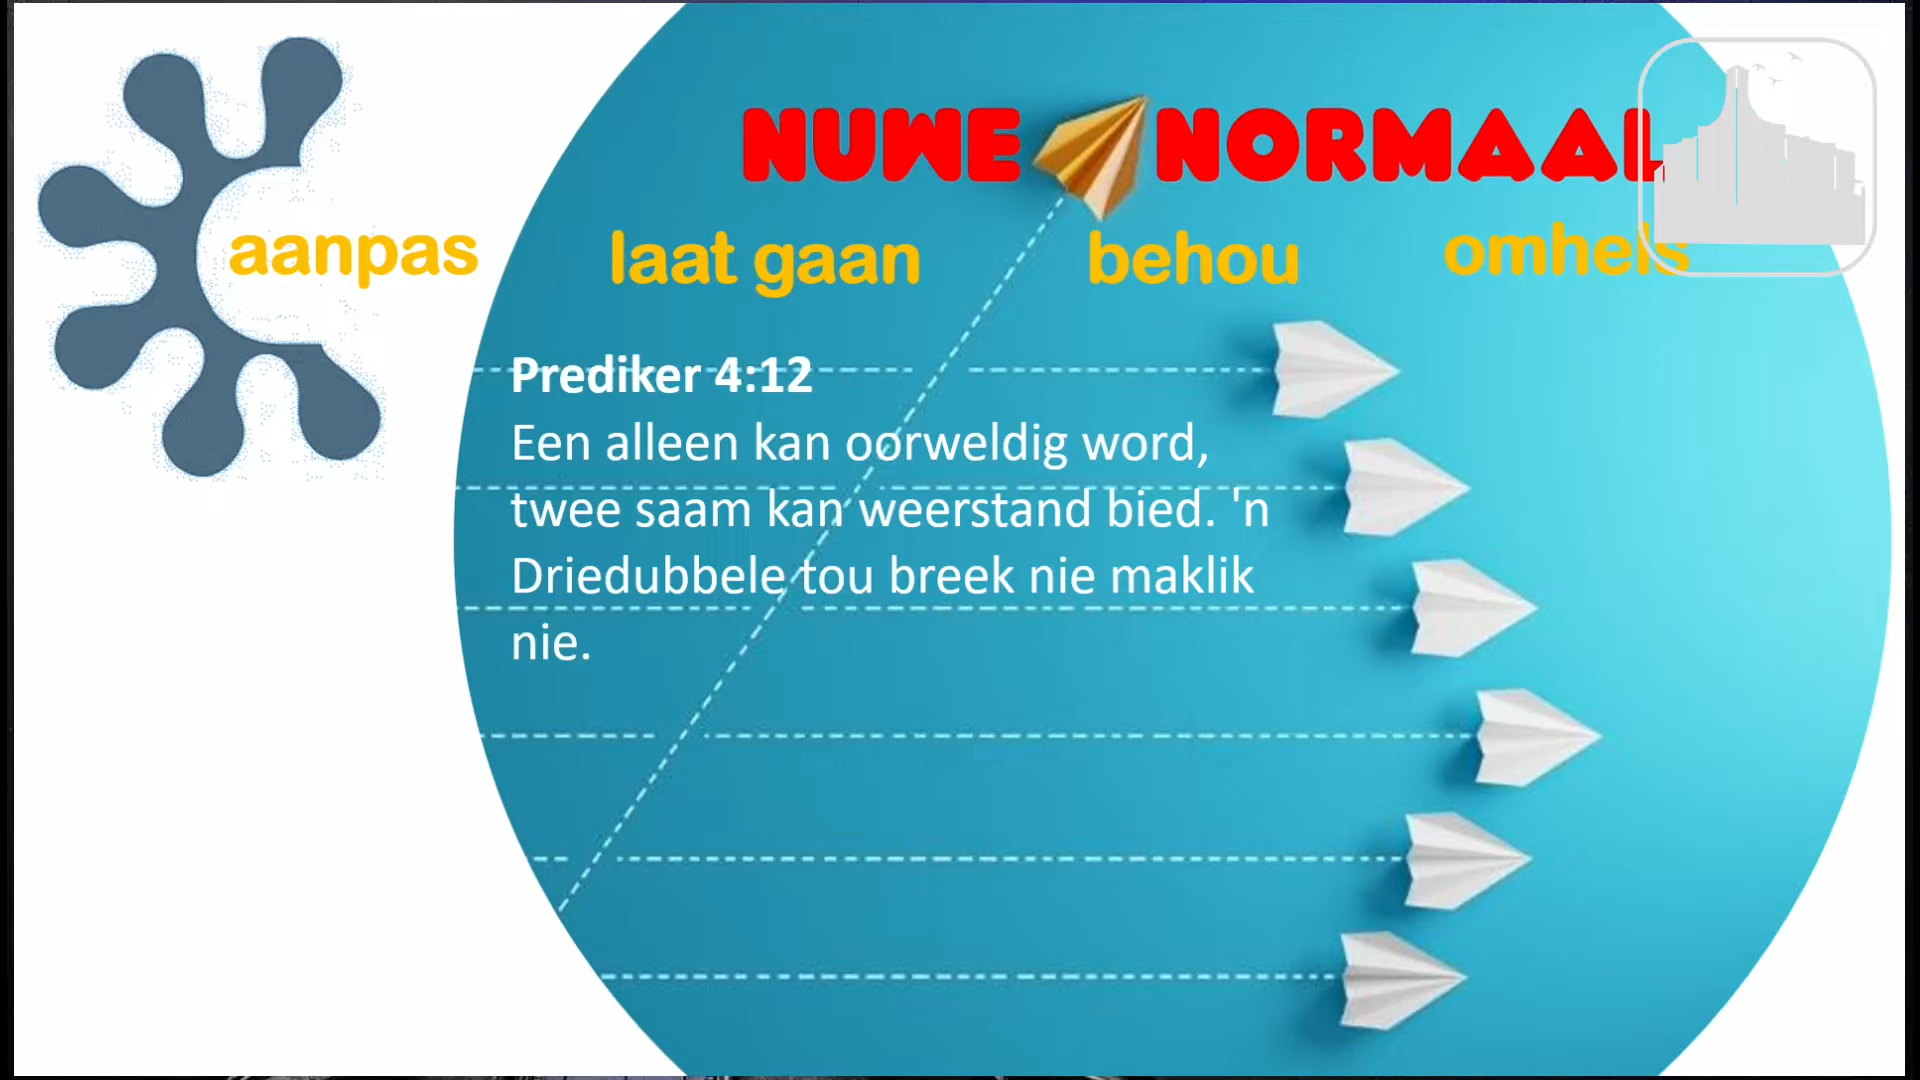 NUWE NORMAAL
aanpas laat gaan behou omhels
Prediker 4:12
Een alleen kan oorweldig word,
twee saam kan weerstand bied. 'n
Driedubbele tou breek nie maklik
nie.